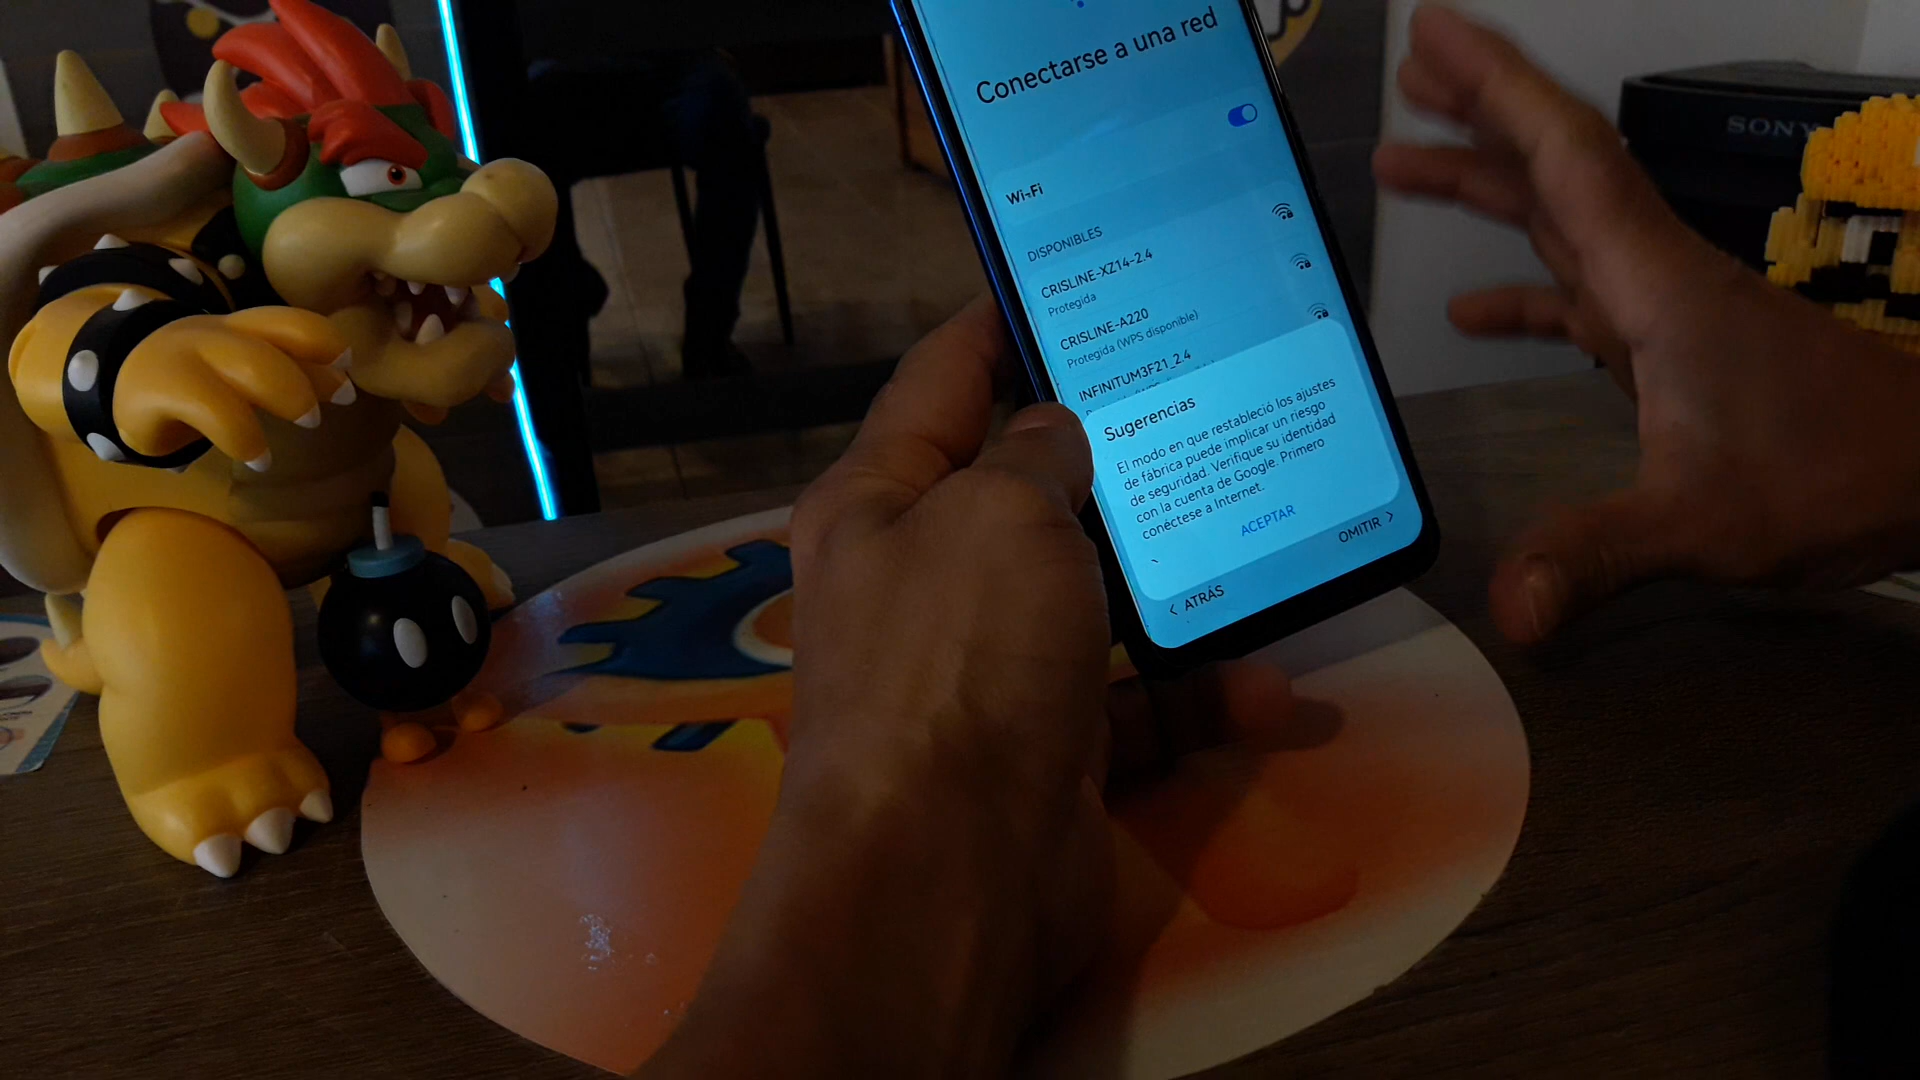 Conectarse a una red
Wi-Fi
DISPONIBLES
CRISLINE-XZ14-2.4
Protegida
CRISLINE-A220
Protegida (WPS disponible)
INFINITUM3F21_2.4
Sugerencias
El modo en que restableció los ajustes
de fábrica puede implicar un riesgo
de seguridad. Verifique su identidad
con la cuenta de Google. Primero
conéctese a Internet.
ACEPTAR
< ATRÁS
OMITIR >
SONY